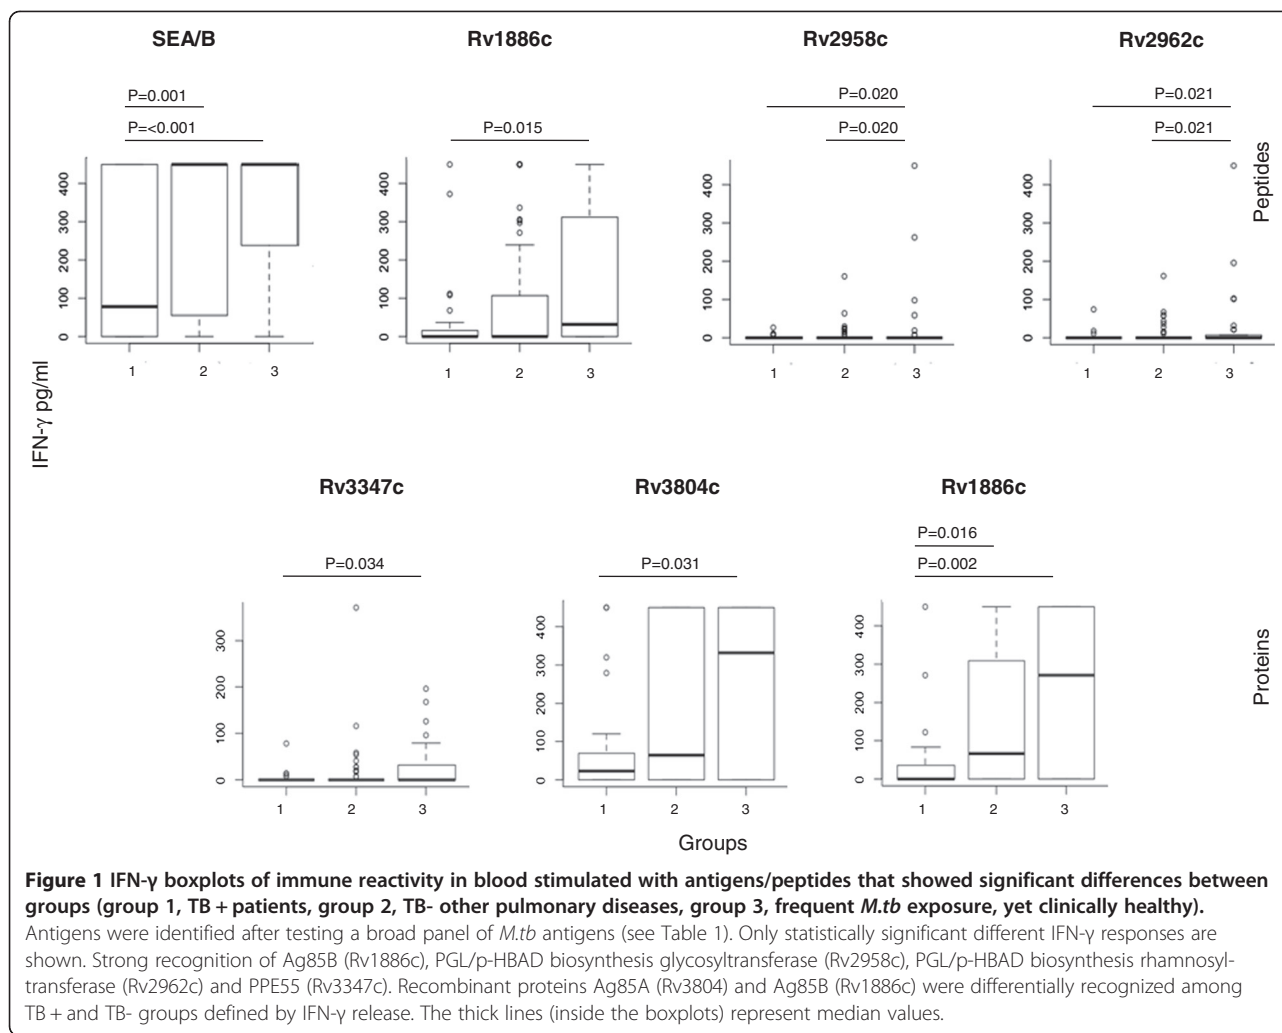 SEA/B
Rv1886c
Rv2958c
Rv2962c
P=0.001
P=<0.001
P=0.015
P=0.020
P=0.020
P=0.021
P=0.021
400
300
200
100
0
1 2 3
400
300
200
100
0
1 2 3
400
300
200
100
0
1 2 3
400
300
200
100
0
1 2 3
Peptides
IFN-γ pg/ml
Rv3347c
Rv3804c
Rv1886c
P=0.034
P=0.031
P=0.016
P=0.002
300
200
100
0
1 2 3
400
300
200
100
0
1 2 3
400
300
200
100
0
1 2 3
Proteins
Groups
Figure 1 IFN-γ boxplots of immune reactivity in blood stimulated with antigens/peptides that showed significant differences between
groups (group 1, TB + patients, group 2, TB- other pulmonary diseases, group 3, frequent M.tb exposure, yet clinically healthy).
Antigens were identified after testing a broad panel of M.tb antigens (see Table 1). Only statistically significant different IFN-γ responses are
shown. Strong recognition of Ag85B (Rv1886c), PGL/p-HBAD biosynthesis glycosyltransferase (Rv2958c), PGL/p-HBAD biosynthesis rhamnosyl-
transferase (Rv2962c) and PPE55 (Rv3347c). Recombinant proteins Ag85A (Rv3804) and Ag85B (Rv1886c) were differentially recognized among
TB + and TB- groups defined by IFN-γ release. The thick lines (inside the boxplots) represent median values.